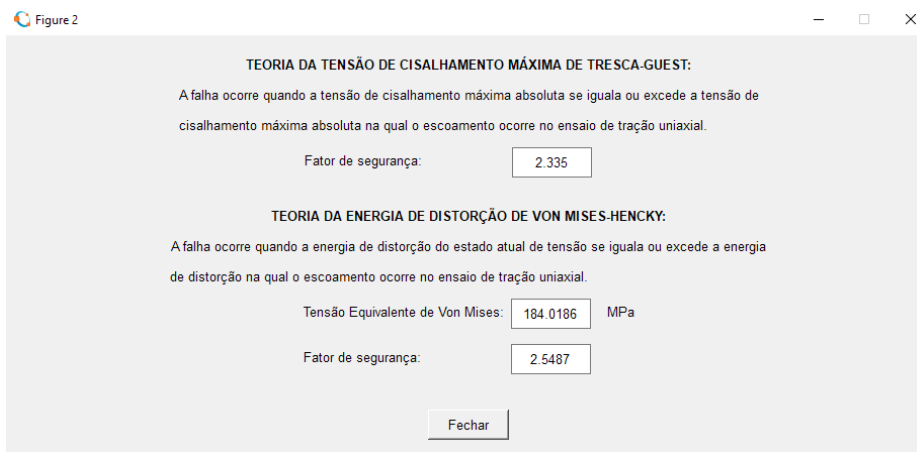 Figure 2
TEORIA DA TENSÃO DE CISALHAMENTO MÁXIMA DE TRESCA-GUEST:
A falha ocorre quando a tensão de cisalhamento máxima absoluta se iguala ou excede a tensão de
cisalhamento máxima absoluta na qual o escoamento ocorre no ensaio de tração uniaxial.
Fator de segurança: 2.335
TEORIA DA ENERGIA DE DISTORÇÃO DE VON MISES-HENCKY:
A falha ocorre quando a energia de distorção do estado atual de tensão se iguala ou excede a energia
de distorção na qual o escoamento ocorre no ensaio de tração uniaxial.
Tensão Equivalente de Von Mises: 184.0186 MPa
Fator de segurança: 2.5487
Fechar